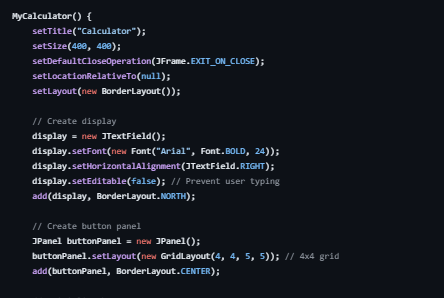 MyCalculator() {
    setTitle("Calculator");
    setSize(400, 400);
    setDefaultCloseOperation(JFrame.EXIT_ON_CLOSE);
    setLocationRelativeTo(null);
    setLayout(new BorderLayout());

    // Create display
    display = new JTextField();
    display.setFont(new Font("Arial", Font.BOLD, 24));
    display.setHorizontalAlignment(JTextField.RIGHT);
    display.setEditable(false); // Prevent user typing
    add(display, BorderLayout.NORTH);

    // Create button panel
    JPanel buttonPanel = new JPanel();
    buttonPanel.setLayout(new GridLayout(4, 4, 5, 5)); // 4x4 grid
    add(buttonPanel, BorderLayout.CENTER);